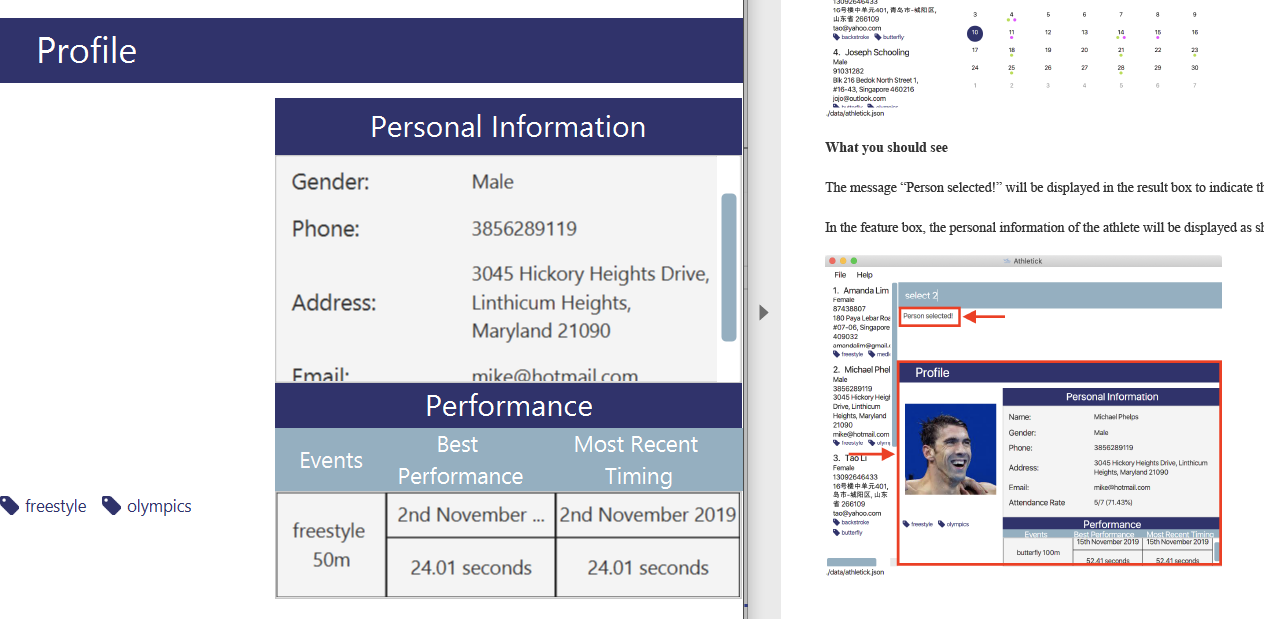 Profile
Personal Information
Gender: Male
Phone: 3856289119
Address: 3045 Hickory Heights Drive,
Linthicum Heights,
Maryland 21090
Email: mike@hotmail.com
Performance
Events
Best
Performance
Most Recent
Timing
freestyle
50m
2nd November ...
2nd November 2019
24.01 seconds
24.01 seconds
freestyle olympics
13092646433
16号楼中单元401, 青岛市-城阳区,
山东省 266109
tao@yahoo.com
backstroke butterfly
4. Joseph Schooling
Male
91031282
Blk 216 Bedok North Street 1,
#16-43, Singapore 460216
jojo@outlook.com
butterfly olympics
./data/athletick.json
3 4 5 6 7 8 9
10 11 12 13 14 15 16
17 18 19 20 21 22 23
24 25 26 27 28 29 30
1 2 3 4 5 6 7
What you should see
The message “Person selected!” will be displayed in the result box to indicate th
In the feature box, the personal information of the athlete will be displayed as sh
Athletick
File Help
1. Amanda Lim
Female
87438807
180 Paya Lebar Roa
#07-06, Singapore
409032
amandalim@gmail.c
freestyle medl
2. Michael Phel
Male
3856289119
3045 Hickory Heigh
Drive, Linthicum
Heights, Maryland
21090
mike@hotmail.com
freestyle olym
3. Tao Li
Female
13092646433
16号楼中单元401,
岛市-城阳区, 山东
省 266109
tao@yahoo.com
backstroke
butterfly
./data/athletick.json
select 2
Person selected!
Profile
Personal Information
Name: Michael Phelps
Gender: Male
Phone: 3856289119
Address: 3045 Hickory Heights Drive, Linthicum
Heights, Maryland 21090
Email: mike@hotmail.com
Attendance Rate 5/7 (71.43%)
freestyle olympics
Performance
Events Best Performance Most Recent Timing
butterfly 100m
15th November 2019 15th November 2019
52.41 seconds 52.41 seconds